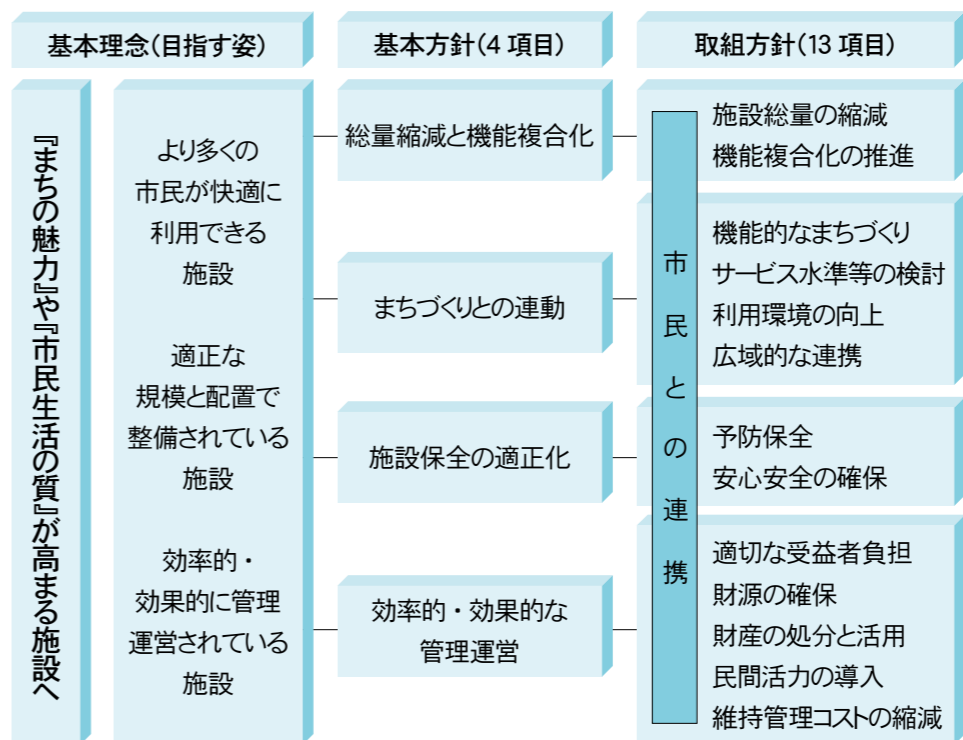 基本理念(目指す姿)
基本方針(4項目)
取組方針(13項目)
『まちの魅力』や『市民生活の質』が高まる施設へ
より多くの
市民が快適に
利用できる
施設
適正な
規模と配置で
整備されている
施設
効率的・
効果的に管理
運営されている
施設
総量縮減と機能複合化
まちづくりとの連動
施設保全の適正化
効率的・効果的な
管理運営
市民との連携
施設総量の縮減
機能複合化の推進
機能的なまちづくり
サービス水準等の検討
利用環境の向上
広域的な連携
予防保全
安心安全の確保
適切な受益者負担
財源の確保
財産の処分と活用
民間活力の導入
維持管理コストの縮減